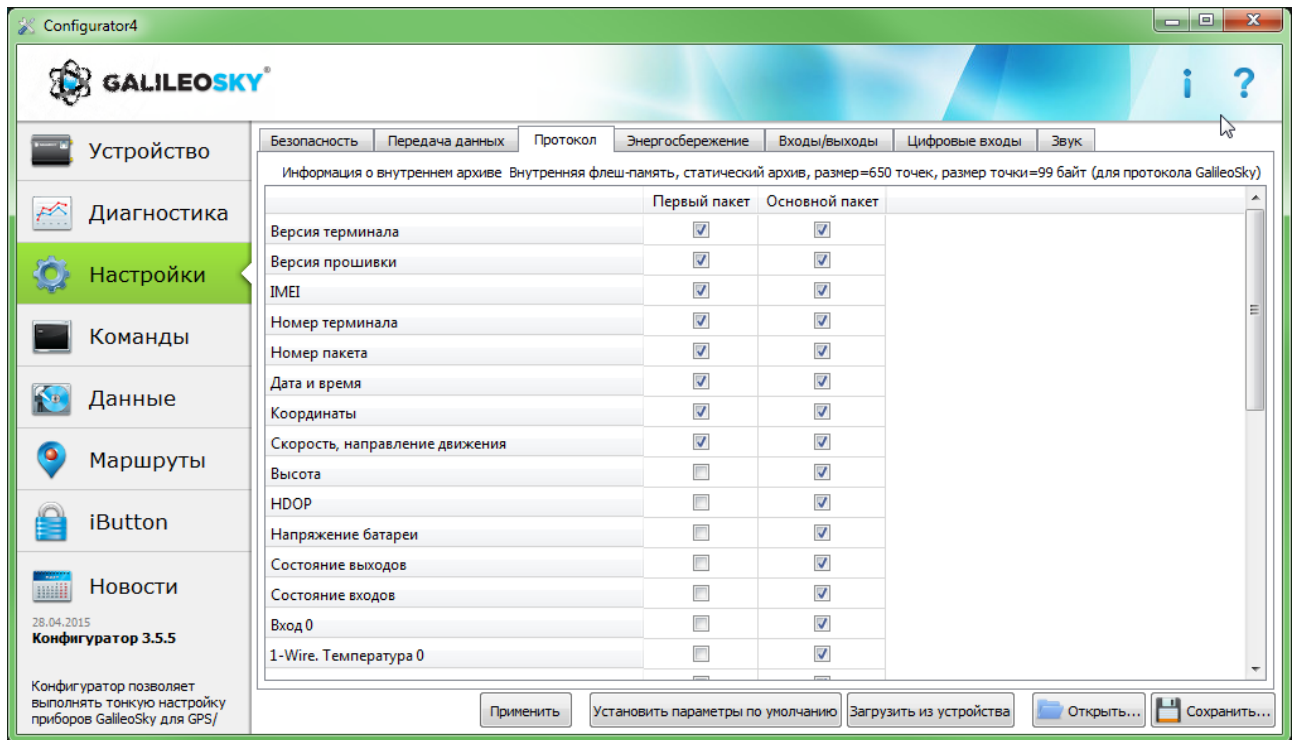 Configurator4
GALILEOSKY®
i ?
Устройство
Диагностика
Настройки
Команды
Данные
Маршруты
iButton
Новости
28.04.2015
Конфигуратор 3.5.5
Конфигуратор позволяет
выполнять тонкую настройку
приборов GalileoSky для GPS/
Безопасность Передача данных Протокол Энергосбережение Входы/выходы Цифровые входы Звук
Информация о внутреннем архиве Внутренняя флеш-память, статический архив, размер=650 точек, размер точки=99 байт (для протокола GalileoSky)
Первый пакет Основной пакет
Версия терминала
Версия прошивки
IMEI
Номер терминала
Номер пакета
Дата и время
Координаты
Скорость, направление движения
Высота
HDOP
Напряжение батареи
Состояние выходов
Состояние входов
Вход 0
1-Wire. Температура 0
Применить Установить параметры по умолчанию Загрузить из устройства Открыть... Сохранить...